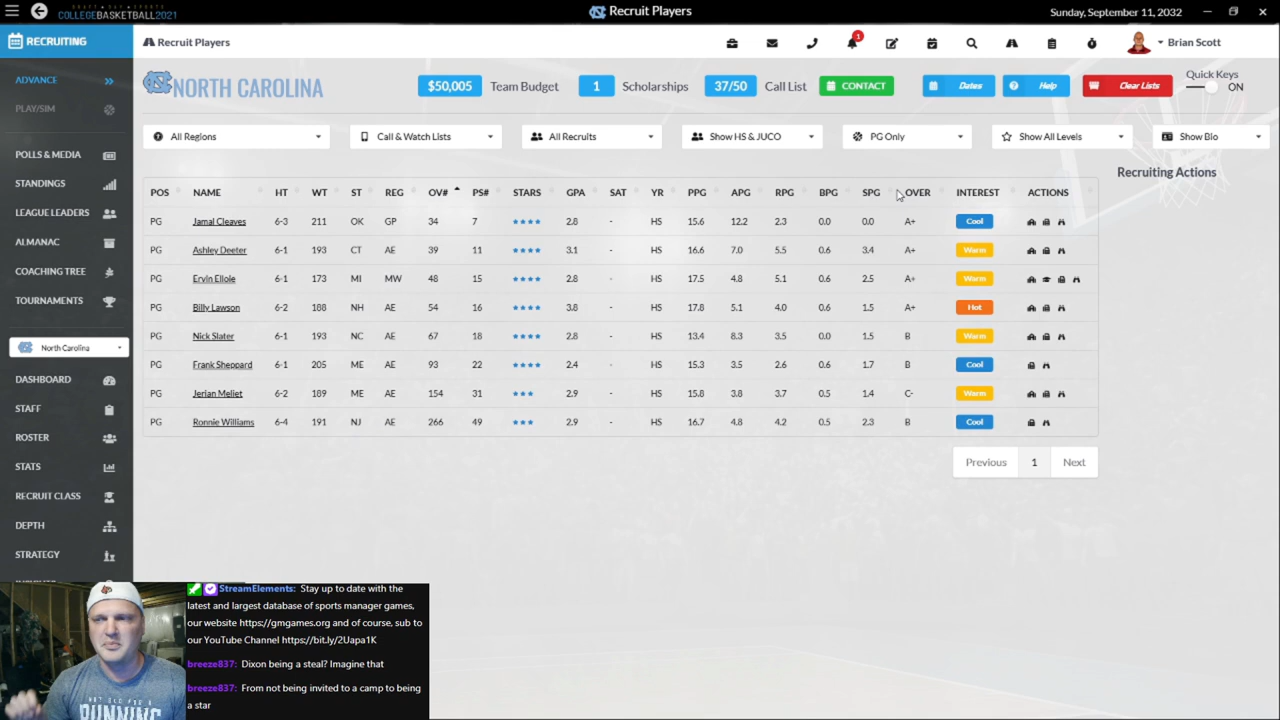 DRAFT DAY SPORTS
COLLEGEBASKETBALL2021
Recruit Players
Sunday, September 11, 2032
RECRUITING
Recruit Players
1
Brian Scott
ADVANCE
PLAY/SIM
NORTH CAROLINA
$50,005 Team Budget 1 Scholarships 37/50 Call List CONTACT Dates Help Clear Lists Quick Keys ON
All Regions Call & Watch Lists All Recruits Show HS & JUCO PG Only Show All Levels Show Bio
Recruiting Actions
POS NAME HT WT ST REG OV# PS# STARS GPA SAT YR PPG APG RPG BPG SPG OVER INTEREST ACTIONS
PG Jamal Cleaves 6-3 211 OK GP 34 7 ★★★★ 2.8 - HS 15.6 12.2 2.3 0.0 0.0 A+ Cool
PG Ashley Deeter 6-1 193 CT AE 39 11 ★★★★ 3.1 - HS 16.6 7.0 5.5 0.6 3.4 A+ Warm
PG Ervin Elloie 6-1 173 MI MW 48 15 ★★★★ 2.8 - HS 17.5 4.8 5.1 0.6 2.5 A+ Warm
PG Billy Lawson 6-2 188 NH AE 54 16 ★★★★ 3.8 - HS 17.8 5.1 4.0 0.6 1.5 A+ Hot
PG Nick Slater 6-1 193 NC AE 67 18 ★★★★ 2.8 - HS 13.4 8.3 3.5 0.0 1.5 B Warm
PG Frank Sheppard 6-1 205 ME AE 93 22 ★★★★ 2.4 - HS 15.8 3.5 2.6 0.6 1.7 B Cool
PG Jerian Meliet 6-2 189 ME AE 154 31 ★★★ 2.9 - HS 15.8 3.8 3.7 0.5 1.4 C- Warm
PG Ronnie Williams 6-4 191 NJ AE 266 49 ★★★ 2.9 - HS 16.7 4.8 4.2 0.5 2.3 B Cool
Previous 1 Next
POLLS & MEDIA
STANDINGS
LEAGUE LEADERS
ALMANAC
COACHING TREE
TOURNAMENTS
North Carolina
DASHBOARD
STAFF
ROSTER
STATS
RECRUIT CLASS
DEPTH
STRATEGY
StreamElements: Stay up to date with the
latest and largest database of sports manager games,
our website https://gmgames.org and of course, sub to
our YouTube Channel https://bit.ly/2Uapa1K
breeze837: Dixon being a steal? Imagine that
breeze837: From not being invited to a camp to being
a star
NOT OLD FOR A
RUNNING